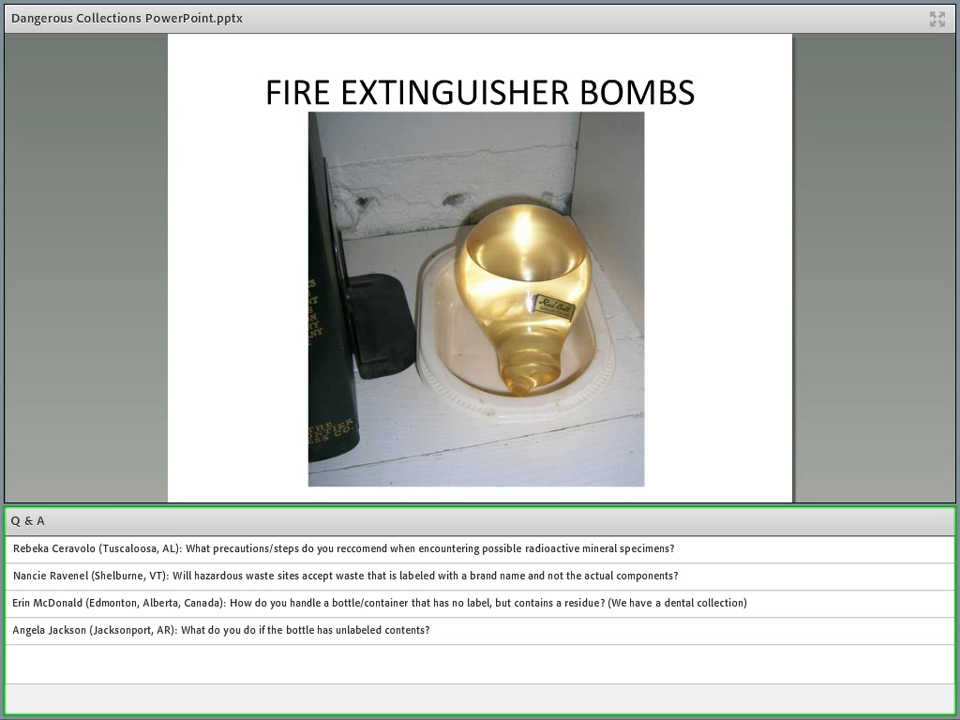 Dangerous Collections PowerPoint.pptx
FIRE EXTINGUISHER BOMBS
Red Ball
THE
Q & A
Rebeka Ceravolo (Tuscaloosa, AL): What precautions/steps do you reccomend when encountering possible radioactive mineral specimens?
Nancie Ravenel (Shelburne, VT): Will hazardous waste sites accept waste that is labeled with a brand name and not the actual components?
Erin McDonald (Edmonton, Alberta, Canada): How do you handle a bottle/container that has no label, but contains a residue? (We have a dental collection)
Angela Jackson (Jacksonport, AR): What do you do if the bottle has unlabeled contents?